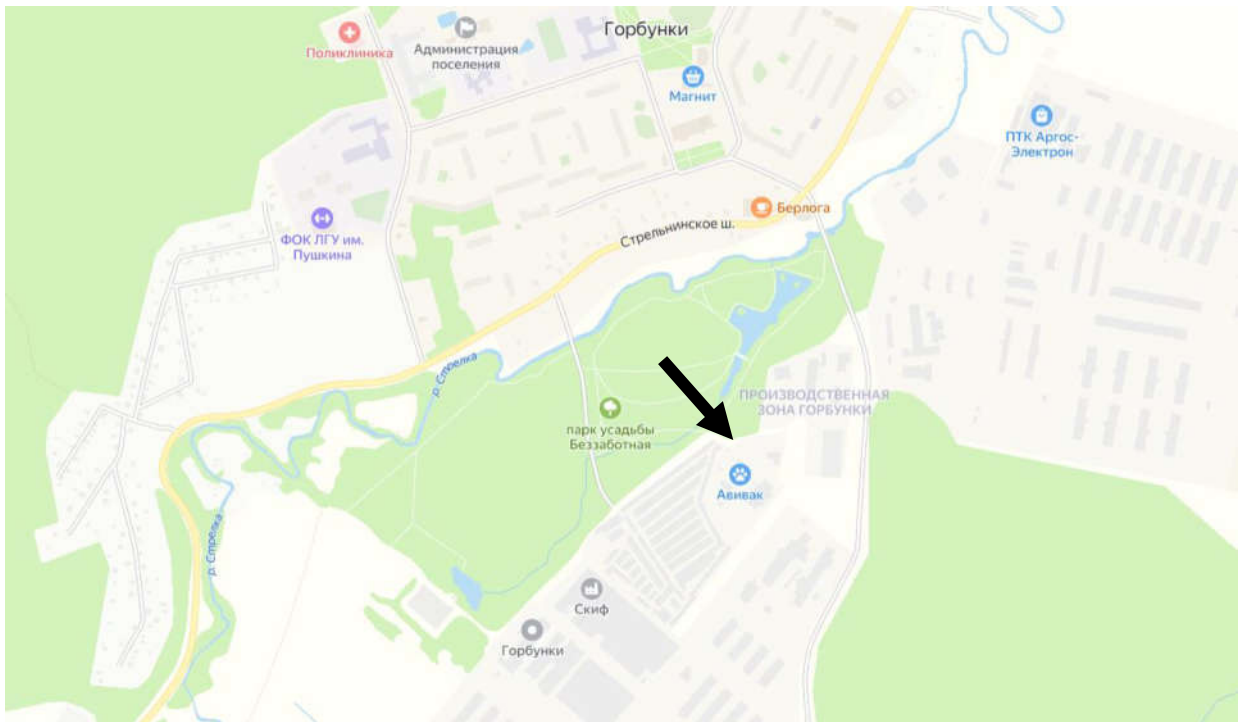 Горбунки
Поликлиника
Администрация
поселения
Магнит
ПТК Аргос-
Электрон
Берлога
ФОК ЛГУ им.
Пушкина
Стрельнинское ш.
р. Стрелка
ПРОИЗВОДСТВЕННАЯ
ЗОНА ГОРБУНКИ
парк усадьбы
Беззаботная
Авивак
р. Стрелка
Скиф
Горбунки